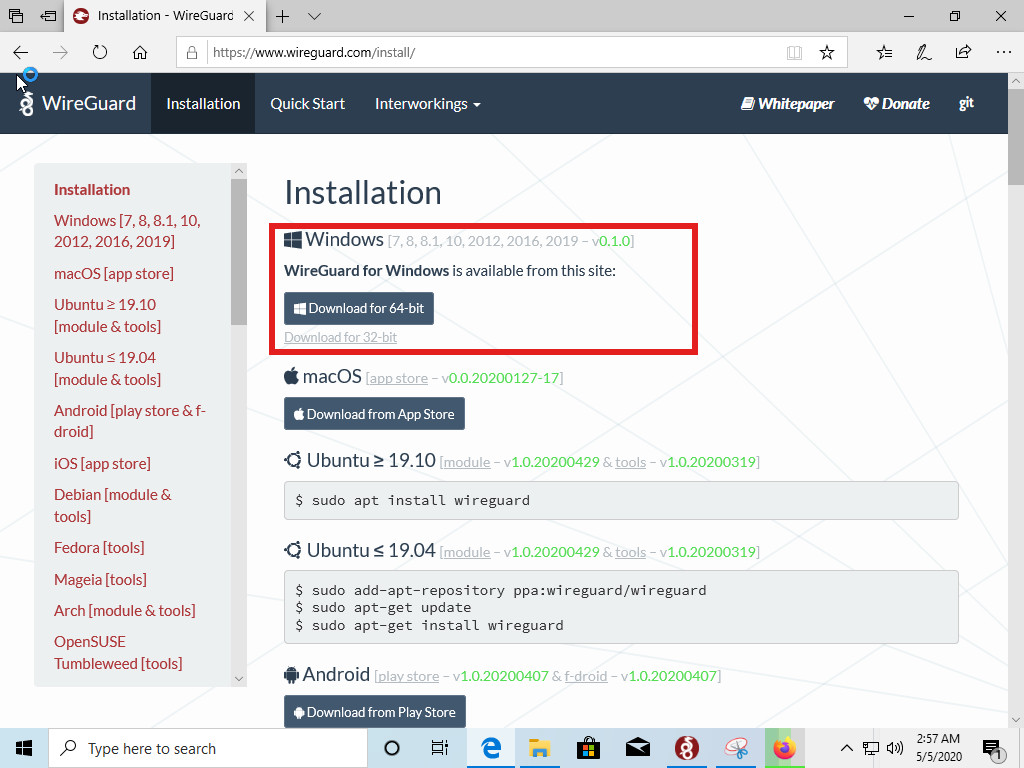 Installation - WireGuard
https://www.wireguard.com/install/
WireGuard
Installation
Quick Start
Interworkings
Whitepaper
Donate
git
Installation
Windows [7, 8, 8.1, 10,
2012, 2016, 2019]
macOS [app store]
Ubuntu ≥ 19.10
[module & tools]
Ubuntu ≤ 19.04
[module & tools]
Android [play store & f-
droid]
iOS [app store]
Debian [module &
tools]
Fedora [tools]
Mageia [tools]
Arch [module & tools]
OpenSUSE
Tumbleweed [tools]
Installation
Windows [7, 8, 8.1, 10, 2012, 2016, 2019 – v0.1.0]
WireGuard for Windows is available from this site:
Download for 64-bit
Download for 32-bit
macOS [app store – v0.0.20200127-17]
Download from App Store
Ubuntu ≥ 19.10 [module – v1.0.20200429 & tools – v1.0.20200319]
$ sudo apt install wireguard
Ubuntu ≤ 19.04 [module – v1.0.20200429 & tools – v1.0.20200319]
$ sudo add-apt-repository ppa:wireguard/wireguard
$ sudo apt-get update
$ sudo apt-get install wireguard
Android [play store – v1.0.20200407 & f-droid – v1.0.20200407]
Download from Play Store
Type here to search
2:57 AM
5/5/2020
1